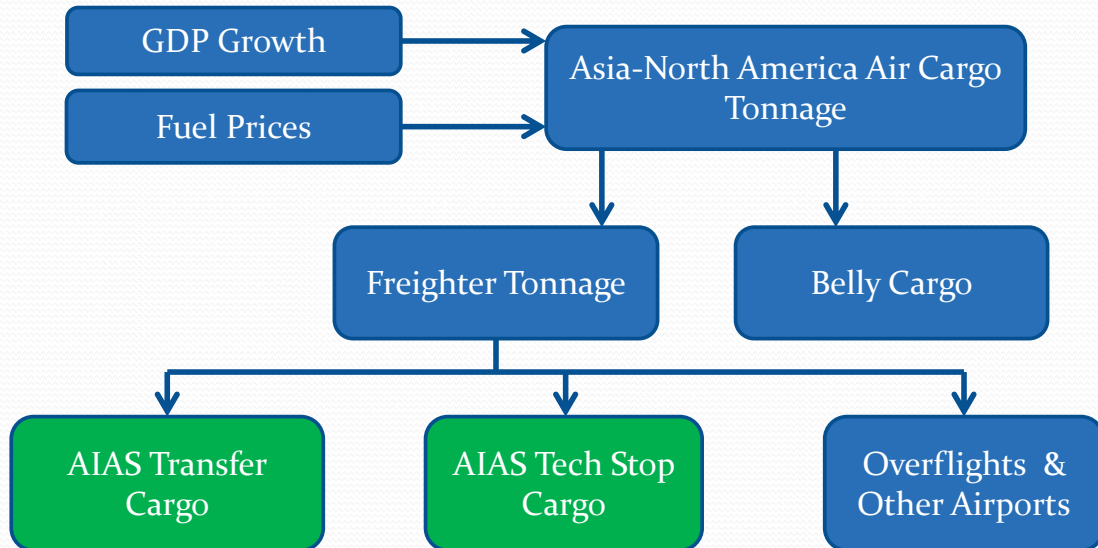 GDP Growth
Asia-North America Air Cargo
Tonnage
Fuel Prices
Freighter Tonnage
Belly Cargo
AIAS Transfer
Cargo
AIAS Tech Stop
Cargo
Overflights &
Other Airports